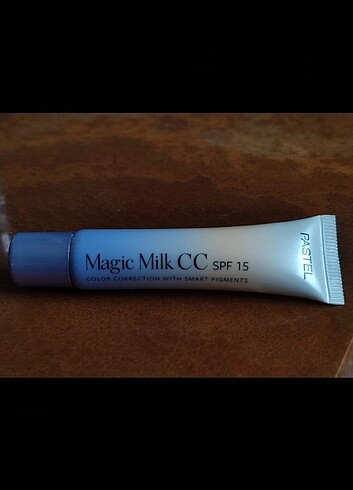 Magic Milk CC SPF 15
COLOR CORRECTION WITH SMART PIGMENTS
PASTEL